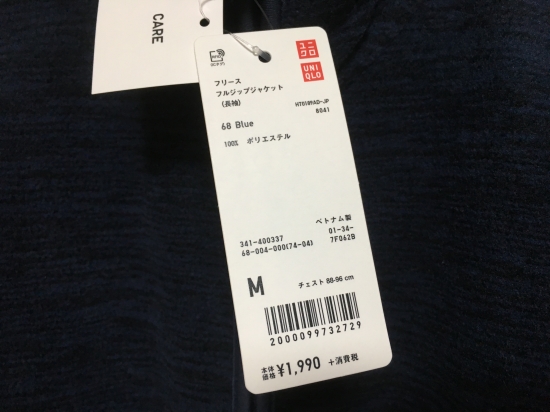 CARE
ユニ
クロ
UNI
QLO
フリース
フルジップジャケット
(長袖)
HT0189AD-JP
8041
68 Blue
100% ポリエステル
ベトナム製
341-400337
01-34-
68-004-000(74-04)
7F062B
M
チェスト 88-96 cm
2000099732729
本体
価格
¥1,990 +消費税